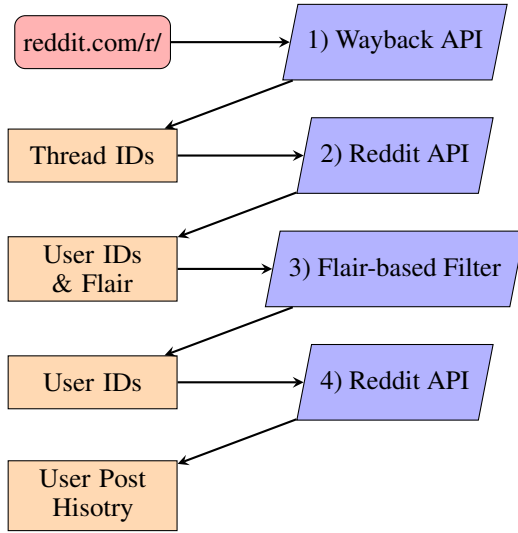 reddit.com/r/
1) Wayback API
Thread IDs
2) Reddit API
User IDs
& Flair
3) Flair-based Filter
User IDs
4) Reddit API
User Post
Hisotry